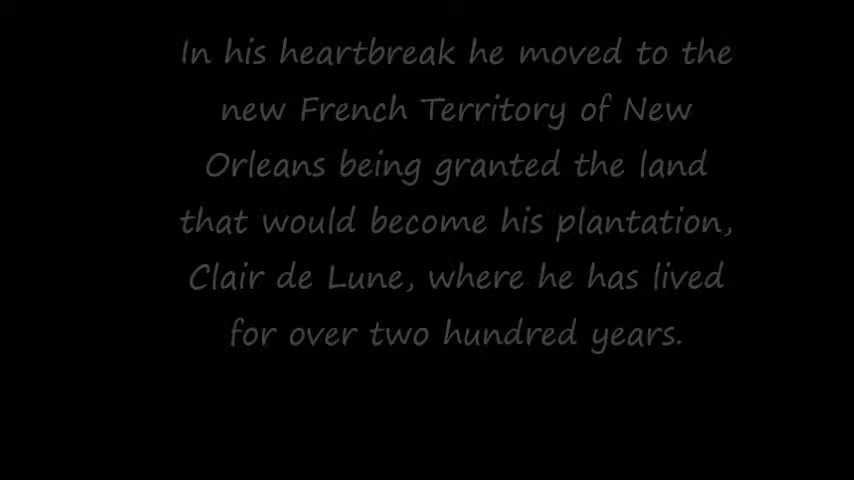 In his heartbreak he moved to the
new French Territory of New
Orleans being granted the land
that would become his plantation,
Clair de Lune, where he has lived
for over two hundred years.